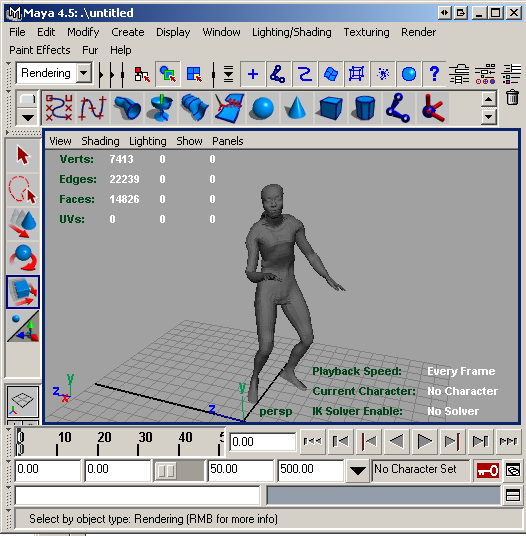 Maya 4.5: .\untitled
File Edit Modify Create Display Window Lighting/Shading Texturing Render
Paint Effects Fur Help
Rendering
?
View Shading Lighting Show Panels
Verts: 7413 0 0
Edges: 22239 0 0
Faces: 14826 0 0
UVs: 0 0 0
Playback Speed: Every Frame
y
Current Character: No Character
z x
y
z
persp
IK Solver Enable: No Solver
0 10 20 30 40 5 0.00
0.00 0.00 50.00 500.00 No Character Set
Select by object type: Rendering (RMB for more info)